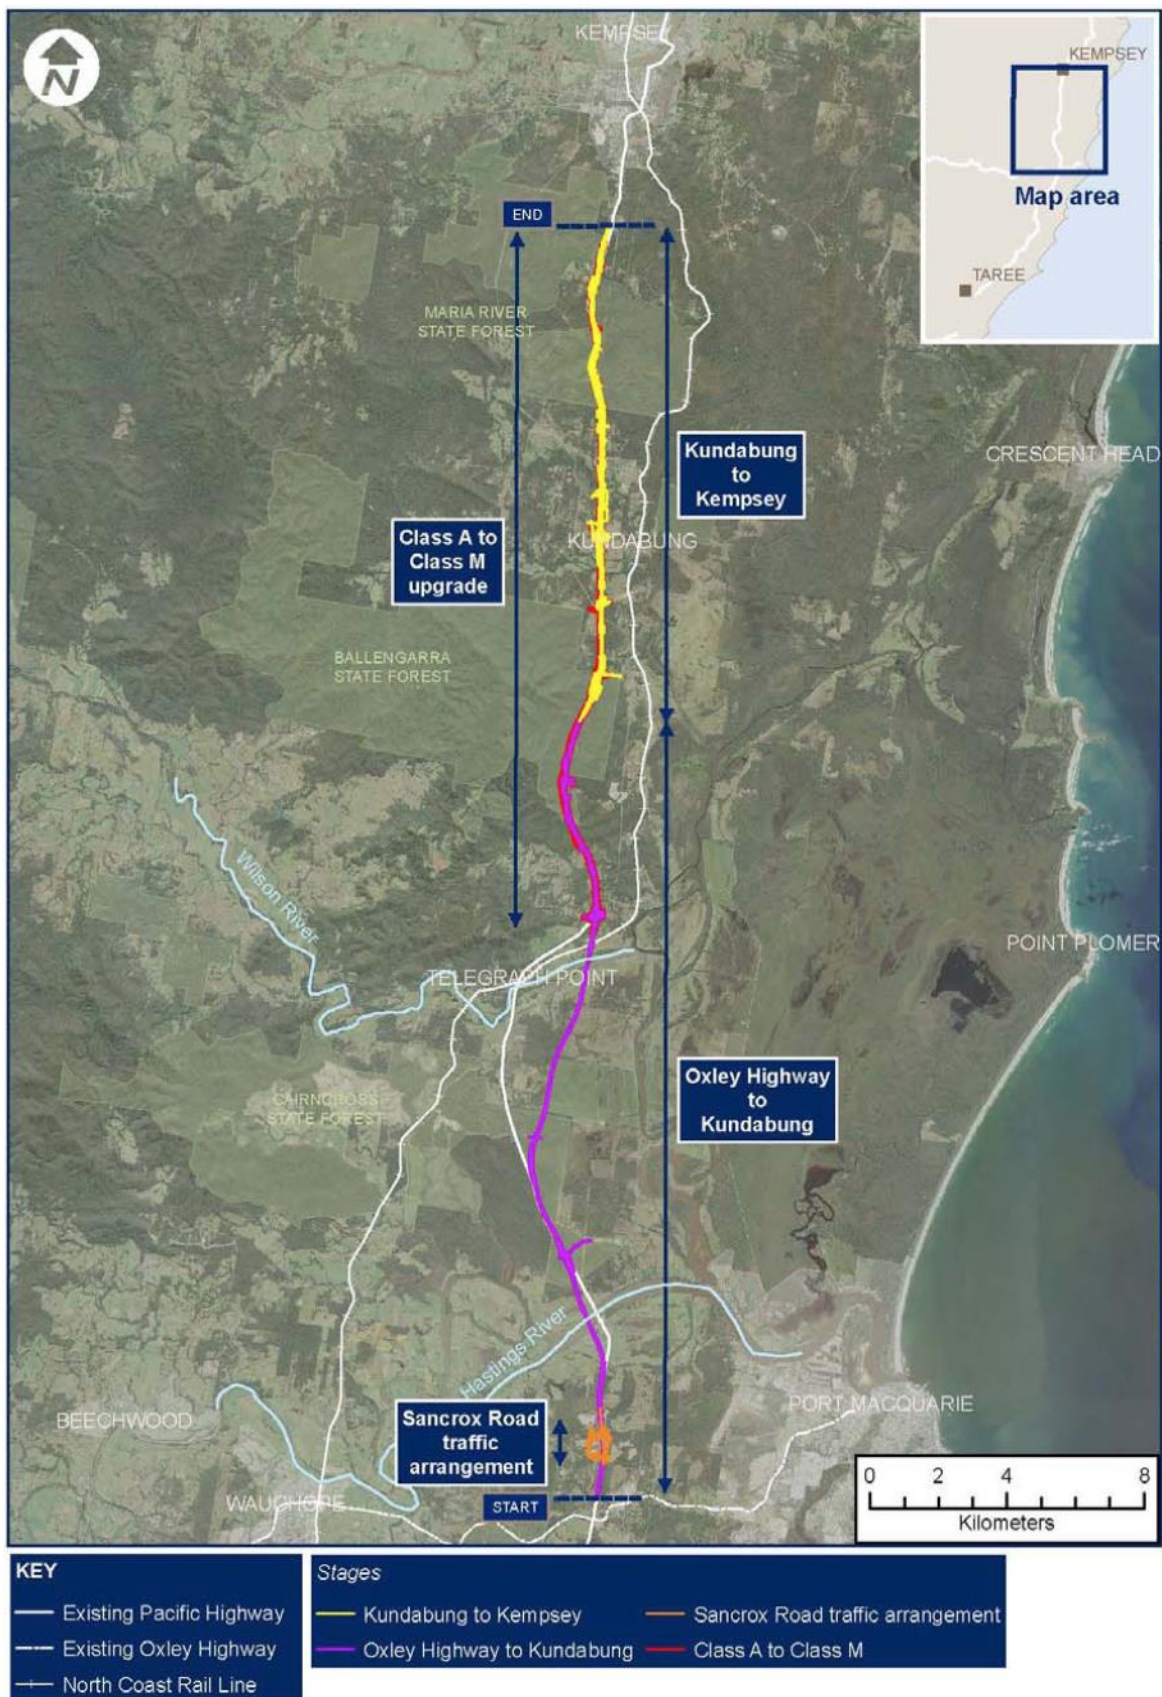 N
KEMPSEY
KEMPSEY
Map area
TAREE
END
MARIA RIVER
STATE FOREST
Kundabung
to
Kempsey
CRESCENT HEAD
Class A to
Class M
upgrade
KUNDABUNG
BALLENGARRA
STATE FOREST
Wilson River
POINT PLOMER
TELEGRAPH POINT
Oxley Highway
to
Kundabung
CAIRNCROSS
STATE FOREST
Hastings River
PORT MACQUARIE
BEECHWOOD
Sancrox Road
traffic
arrangement
WAUCHOPE
START
0 2 4 6 8
Kilometers
KEY
Existing Pacific Highway
Existing Oxley Highway
North Coast Rail Line
Stages
Kundabung to Kempsey
Sancrox Road traffic arrangement
Oxley Highway to Kundabung
Class A to Class M